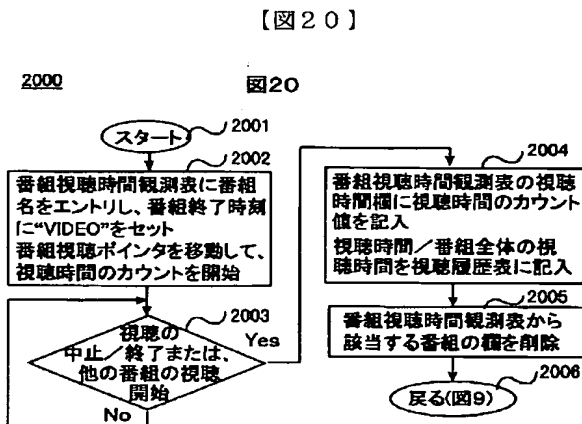 【図20】
2000
図20
スタート
2001
2002
番組視聴時間観測表に番組
名をエントリし、番組終了時刻
に“VIDEO”をセット
番組視聴ポインタを移動して、
視聴時間のカウントを開始
2003
視聴の
中止/終了または、
他の番組の視聴
開始
Yes
No
2004
番組視聴時間観測表の視聴
時間欄に視聴時間のカウント
値を記入
視聴時間/番組全体の視
聴時間を視聴履歴表に記入
2005
番組視聴時間観測表から
該当する番組の欄を削除
2006
戻る(図9)